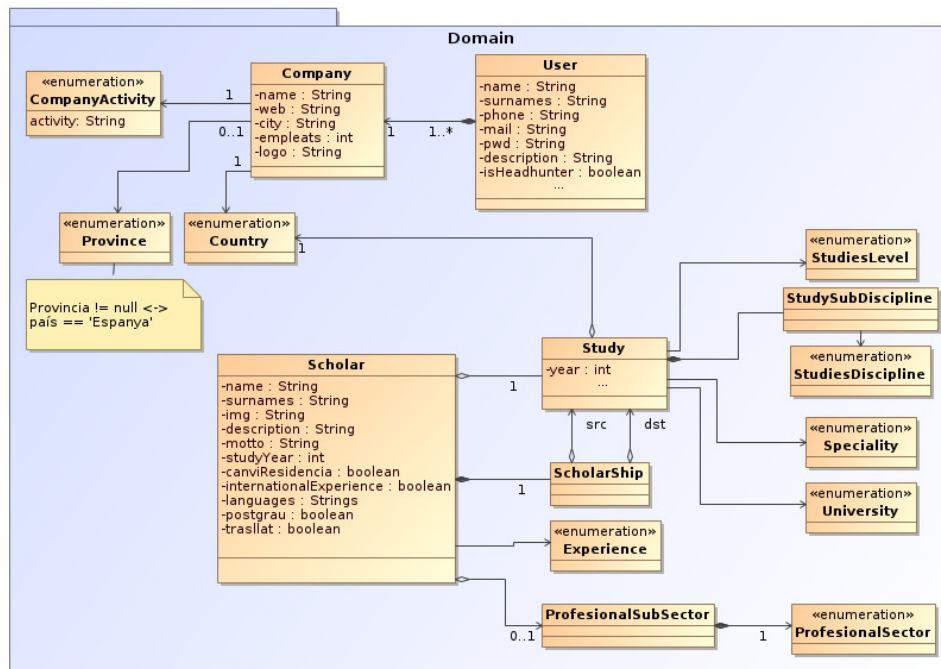 Domain
«enumeration»
CompanyActivity
activity: String
Company
-name : String
-web : String
-city : String
-empleats : int
-logo : String
User
-name : String
-surnames : String
-phone : String
-mail : String
-pwd : String
-description : String
-isHeadhunter : boolean
...
1
0..1
1
1
1..*
«enumeration»
Province
«enumeration»
Country
1
Provincia != null <->
país == 'Espanya'
«enumeration»
StudiesLevel
StudySubDiscipline
«enumeration»
StudiesDiscipline
Study
-year : int
...
Scholar
-name : String
-surnames : String
-img : String
-description : String
-motto : String
-studyYear : int
-canviResidencia : boolean
-internationalExperience : boolean
-languages : Strings
-postgrau : boolean
-trasllat : boolean
1
src
dst
«enumeration»
Speciality
ScholarShip
1
«enumeration»
University
«enumeration»
Experience
ProfesionalSubSector
0..1
1
«enumeration»
ProfesionalSector